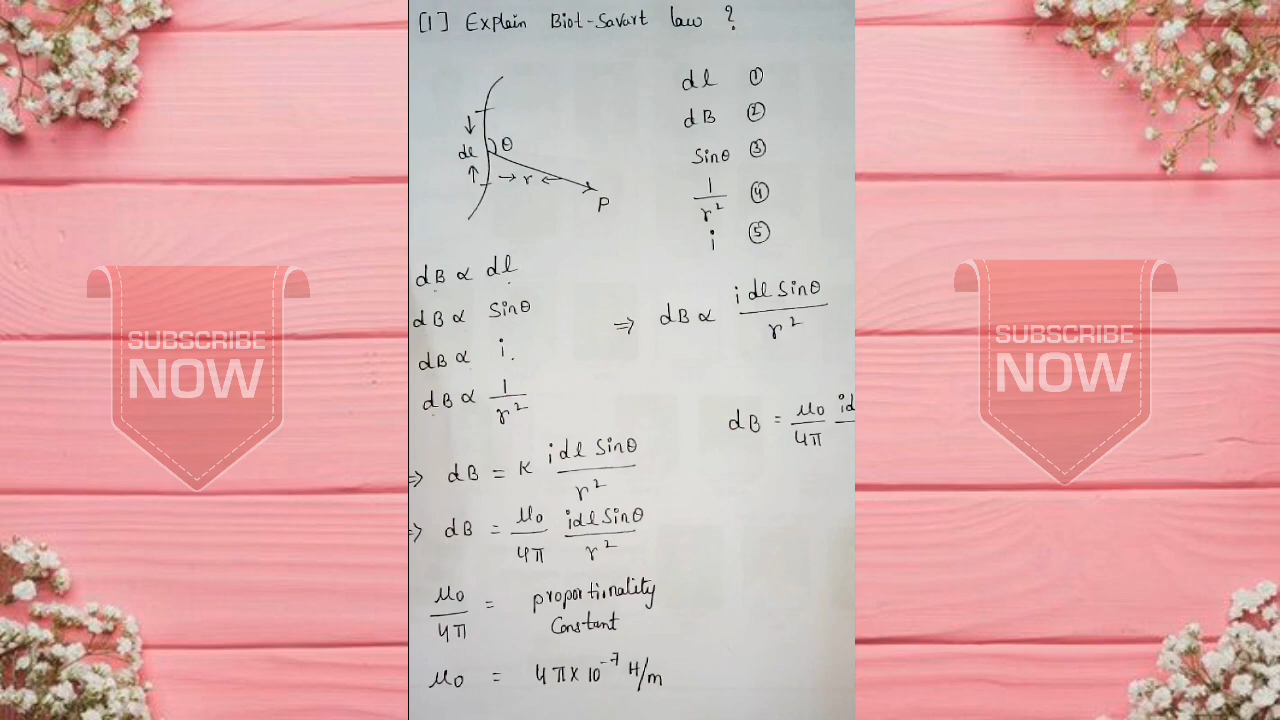 [1] Explain Biot-Savart law ?
dl ①
dB ②
Sinθ ③
1/r² ④
i ⑤
dl
θ
r
P
dB ∝ dl
dB ∝ Sinθ
dB ∝ i
dB ∝ 1/r²
⇒ dB ∝ i dl Sinθ / r²
dB = μ₀/4π id
⇒ dB = K i dl Sinθ / r²
⇒ dB = μ₀/4π idl Sinθ / r²
μ₀/4π = proportionality
Constant
μ₀ = 4π×10⁻⁷ H/m
SUBSCRIBE
NOW
SUBSCRIBE
NOW